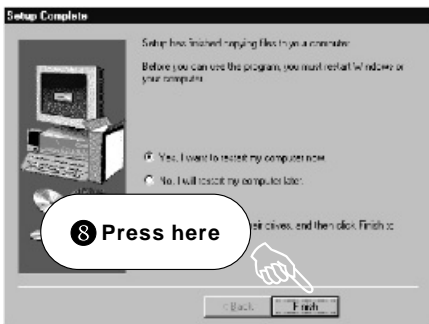 Setup Complete
Setup has finished copying files to your computer.
Before you can use the program, you must restart Windows or
your computer.
Yes, I want to restart my computer now.
No, I will restart my computer later.
8 Press here
drives, and then click Finish to
< Back
Finish